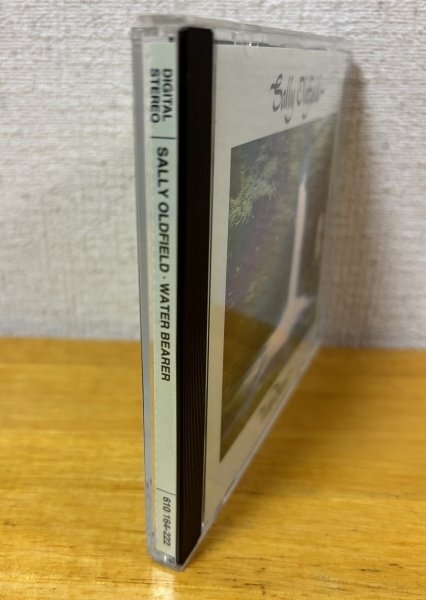 DIGITAL
STEREO
SALLY OLDFIELD · WATER BEARER
610 164-222
Sally Oldfield